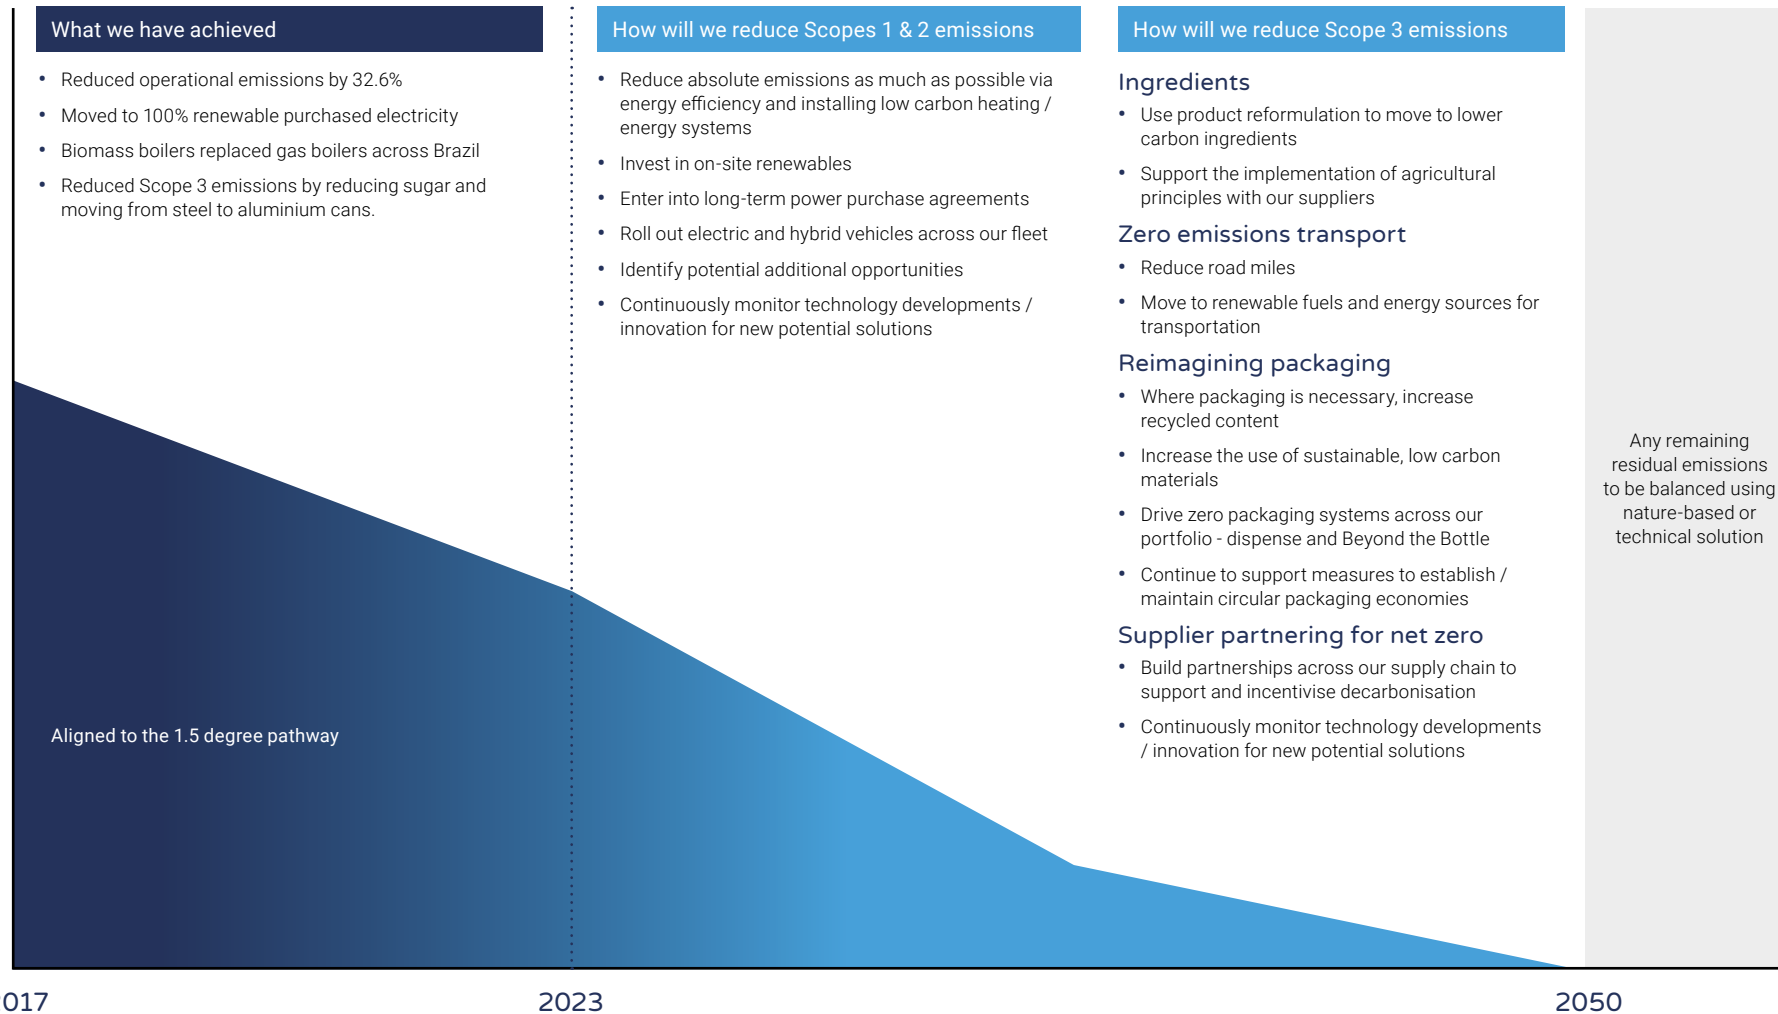 What we have achieved
• Reduced operational emissions by 32.6%
• Moved to 100% renewable purchased electricity
• Biomass boilers replaced gas boilers across Brazil
• Reduced Scope 3 emissions by reducing sugar and
moving from steel to aluminium cans.
How will we reduce Scopes 1 & 2 emissions
• Reduce absolute emissions as much as possible via
energy efficiency and installing low carbon heating /
energy systems
• Invest in on-site renewables
• Enter into long-term power purchase agreements
• Roll out electric and hybrid vehicles across our fleet
• Identify potential additional opportunities
• Continuously monitor technology developments /
innovation for new potential solutions
How will we reduce Scope 3 emissions
Ingredients
• Use product reformulation to move to lower
carbon ingredients
• Support the implementation of agricultural
principles with our suppliers
Zero emissions transport
• Reduce road miles
• Move to renewable fuels and energy sources for
transportation
Reimagining packaging
• Where packaging is necessary, increase
recycled content
• Increase the use of sustainable, low carbon
materials
• Drive zero packaging systems across our
portfolio - dispense and Beyond the Bottle
• Continue to support measures to establish /
maintain circular packaging economies
Supplier partnering for net zero
• Build partnerships across our supply chain to
support and incentivise decarbonisation
• Continuously monitor technology developments
/ innovation for new potential solutions
Any remaining
residual emissions
to be balanced using
nature-based or
technical solution
Aligned to the 1.5 degree pathway
017
2023
2050